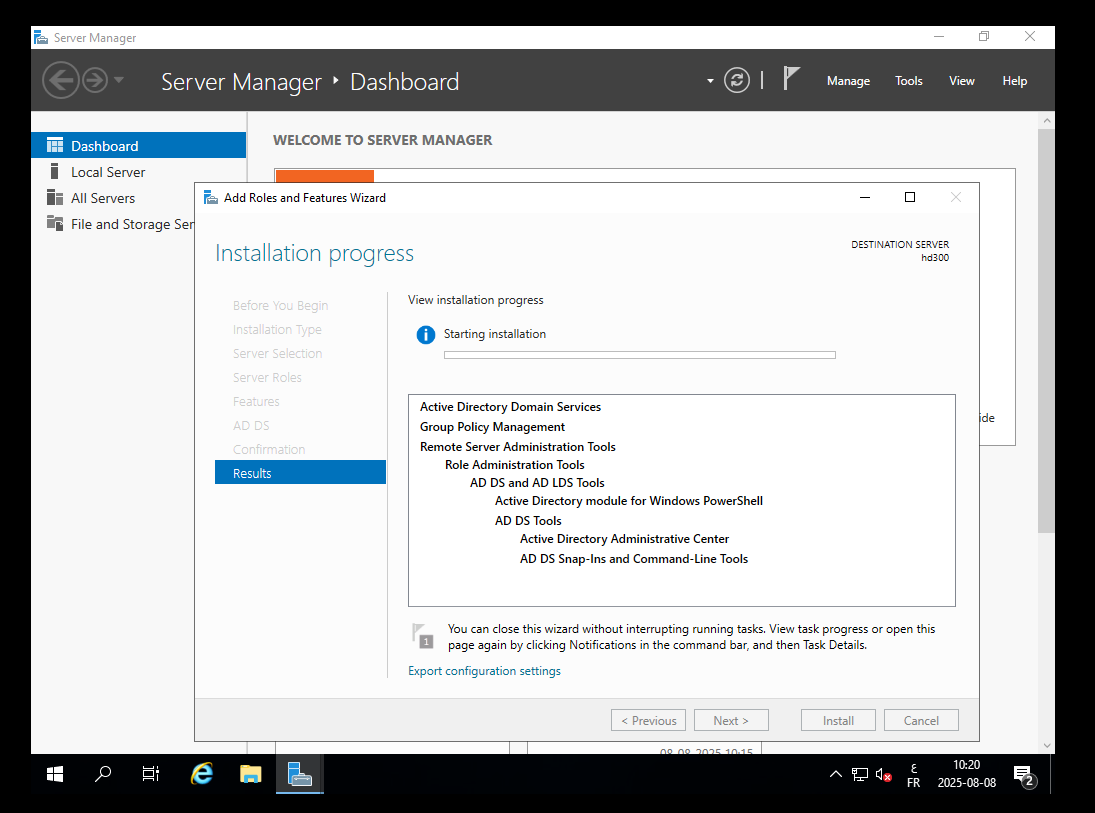 Server Manager
Server Manager ‣ Dashboard
Manage Tools View Help
Dashboard
Local Server
All Servers
File and Storage Ser
WELCOME TO SERVER MANAGER
Add Roles and Features Wizard
Installation progress
DESTINATION SERVER
hd300
Before You Begin
Installation Type
Server Selection
Server Roles
Features
AD DS
Confirmation
Results
View installation progress
Starting installation
Active Directory Domain Services
Group Policy Management
Remote Server Administration Tools
Role Administration Tools
AD DS and AD LDS Tools
Active Directory module for Windows PowerShell
AD DS Tools
Active Directory Administrative Center
AD DS Snap-Ins and Command-Line Tools
ide
1
You can close this wizard without interrupting running tasks. View task progress or open this
page again by clicking Notifications in the command bar, and then Task Details.
Export configuration settings
< Previous Next > Install Cancel
08-08-2025 10:15
ع
FR
10:20
2025-08-08
2